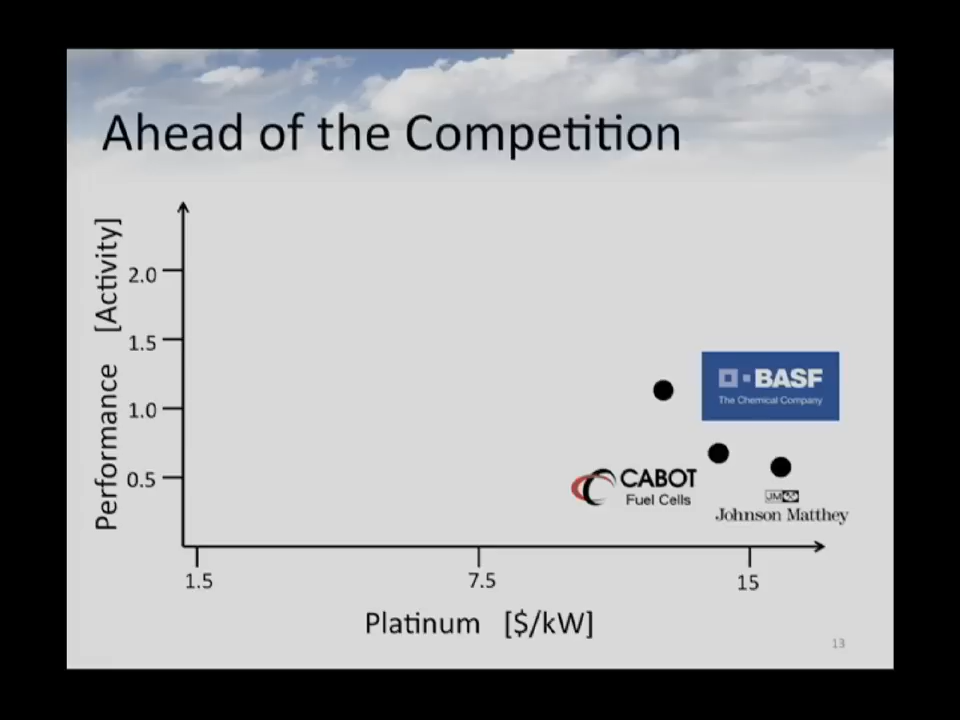 Ahead of the Competition
Performance [Activity]
2.0
1.5
1.0
0.5
BASF
The Chemical Company
CABOT
Fuel Cells
JM
Johnson Matthey
1.5
7.5
15
Platinum [$/kW]
13